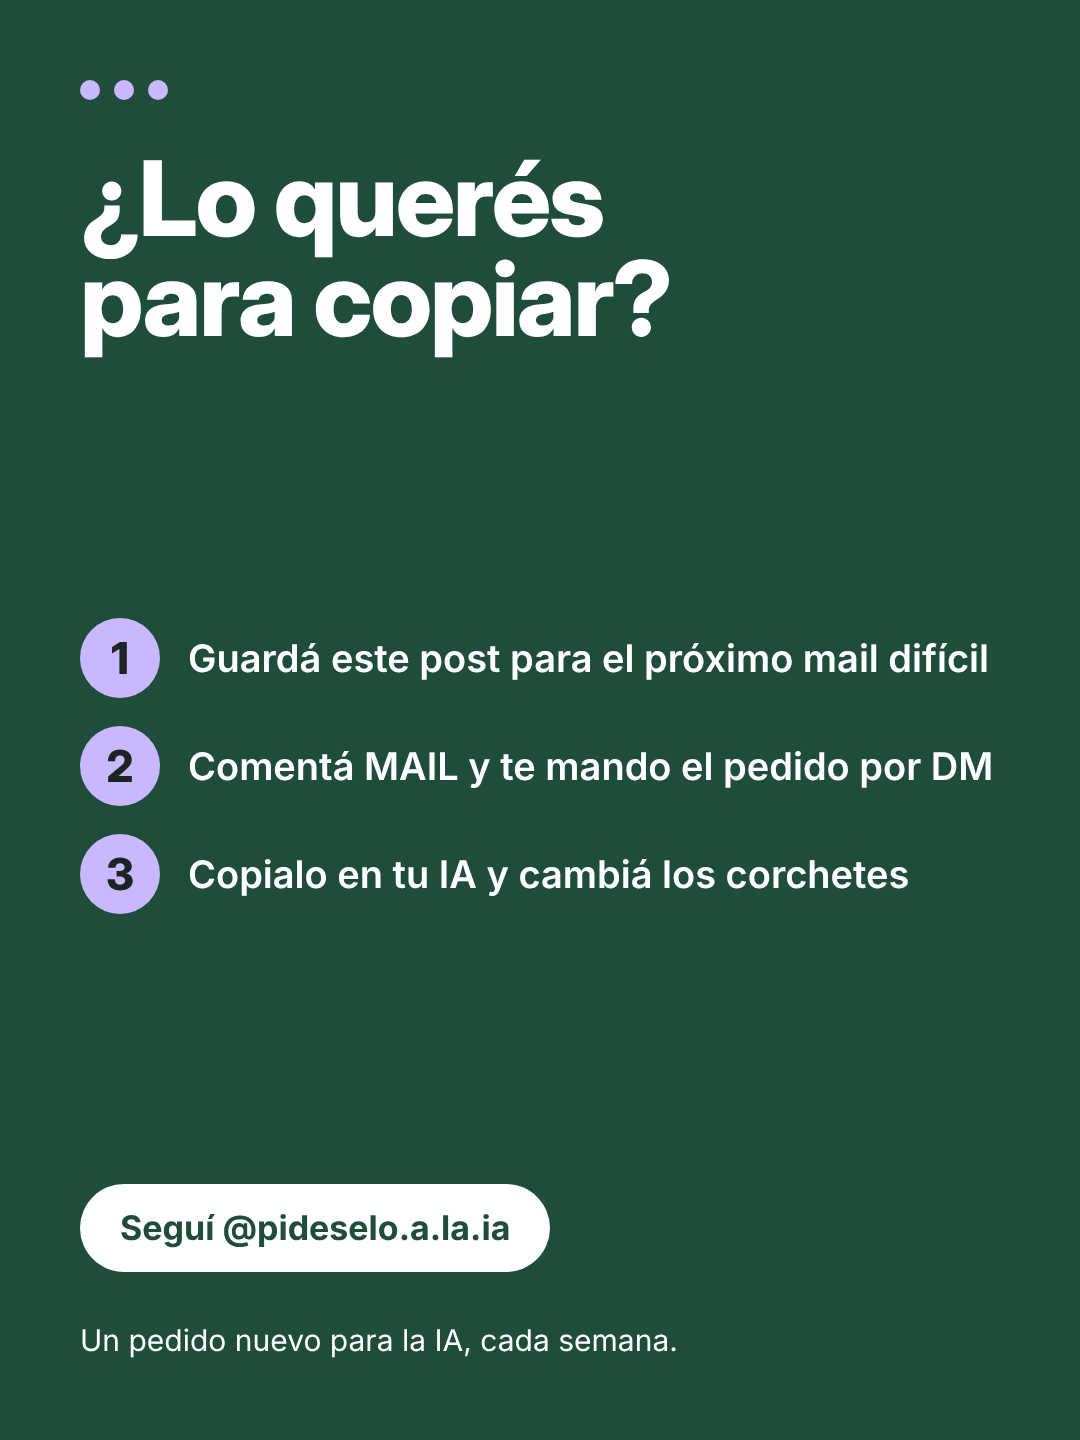 ¿Lo querés
para copiar?
1 Guardá este post para el próximo mail difícil
2 Comentá MAIL y te mando el pedido por DM
3 Copialo en tu IA y cambiá los corchetes
Seguí @pideselo.a.la.ia
Un pedido nuevo para la IA, cada semana.